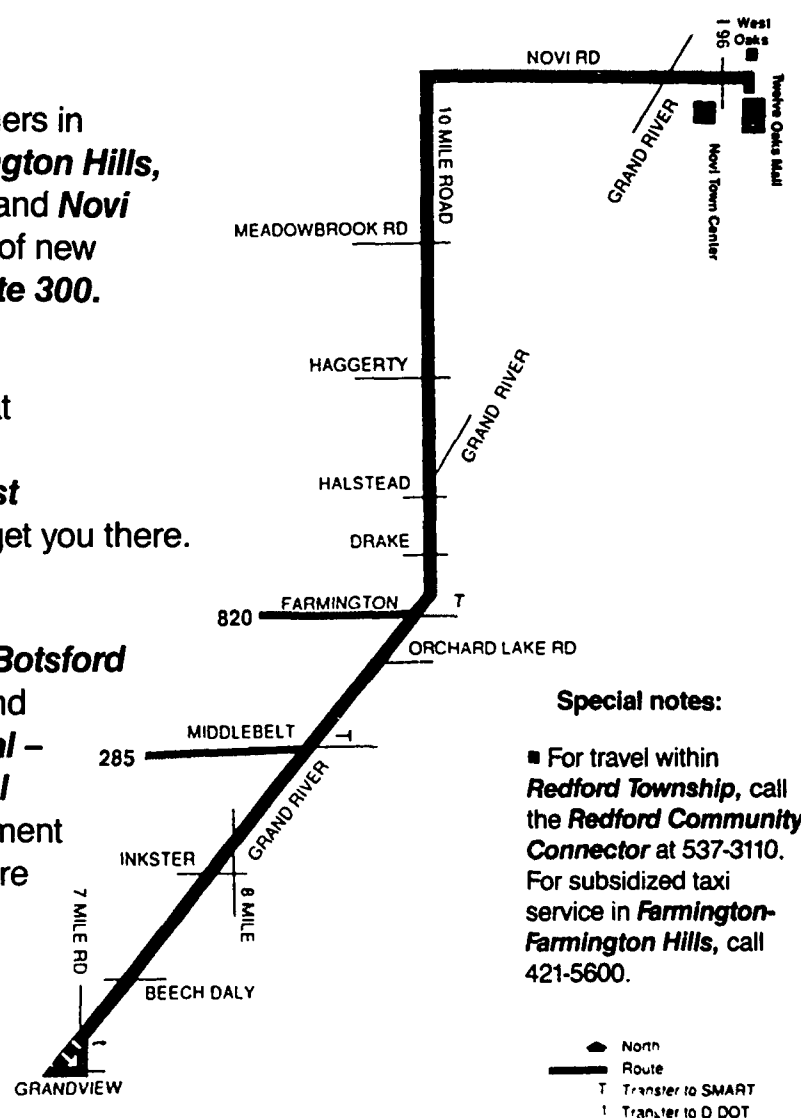 ers in
gton Hills,
and Novi
of new
te 300.
t
st
get you there.
Botsford
nd
al –
l
ment
re
NOVI RD
I 96
West
Oaks
Twelve Oaks Mall
Novi Town Center
GRAND RIVER
10 MILE ROAD
MEADOWBROOK RD
HAGGERTY
GRAND RIVER
HALSTEAD
DRAKE
820
FARMINGTON
T
ORCHARD LAKE RD
285
MIDDLEBELT
T
GRAND RIVER
INKSTER
8 MILE
7 MILE RD
BEECH DALY
t
GRANDVIEW
Special notes:
■ For travel within
Redford Township, call
the Redford Community
Connector at 537-3110.
For subsidized taxi
service in Farmington-
Farmington Hills, call
421-5600.
North
Route
T Transfer to SMART
t Transfer to D DOT